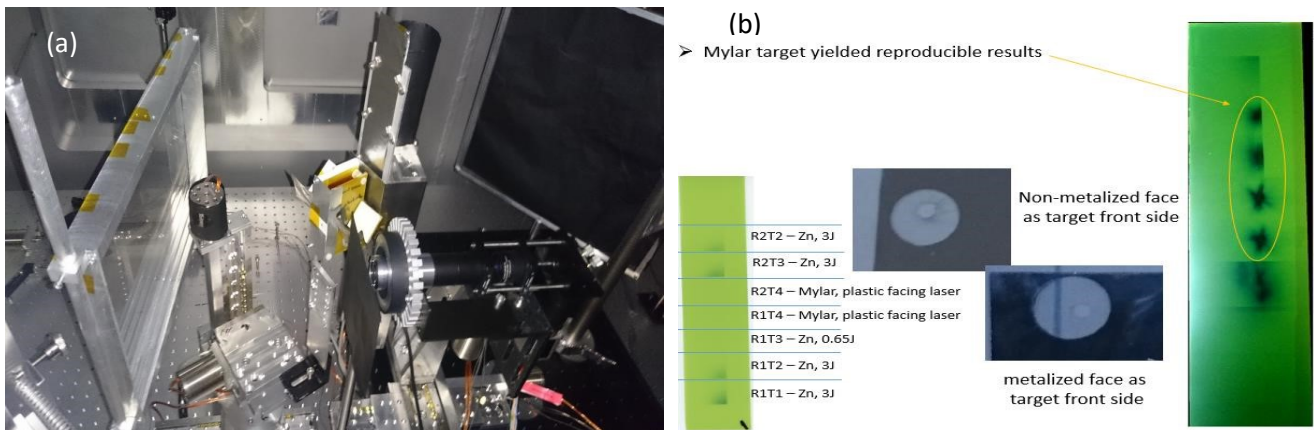 (a)
(b)
➢ Mylar target yielded reproducible results
Non-metalized face
as target front side
R2T2 – Zn, 3J
R2T3 – Zn, 3J
R2T4 – Mylar, plastic facing laser
R1T4 – Mylar, plastic facing laser
R1T3 – Zn, 0.65J
R1T2 – Zn, 3J
R1T1 – Zn, 3J
metalized face as
target front side